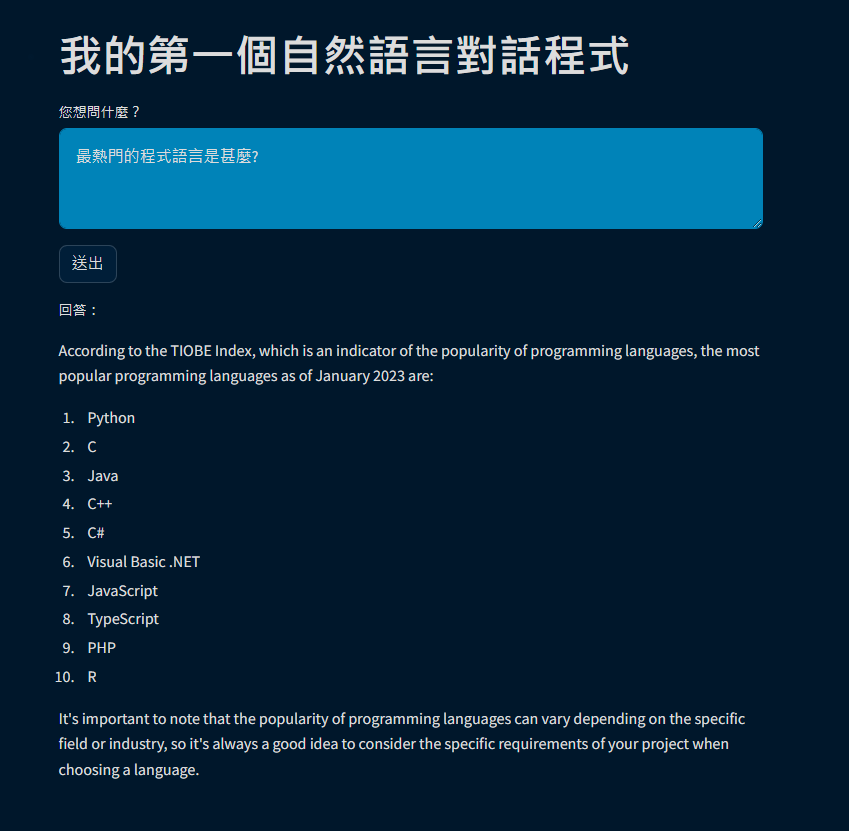 我的第一個自然語言對話程式
您想問什麼？
最熱門的程式語言是甚麼?
送出
回答：
According to the TIOBE Index, which is an indicator of the popularity of programming languages, the most
popular programming languages as of January 2023 are:
1. Python
2. C
3. Java
4. C++
5. C#
6. Visual Basic .NET
7. JavaScript
8. TypeScript
9. PHP
10. R
It's important to note that the popularity of programming languages can vary depending on the specific
field or industry, so it's always a good idea to consider the specific requirements of your project when
choosing a language.